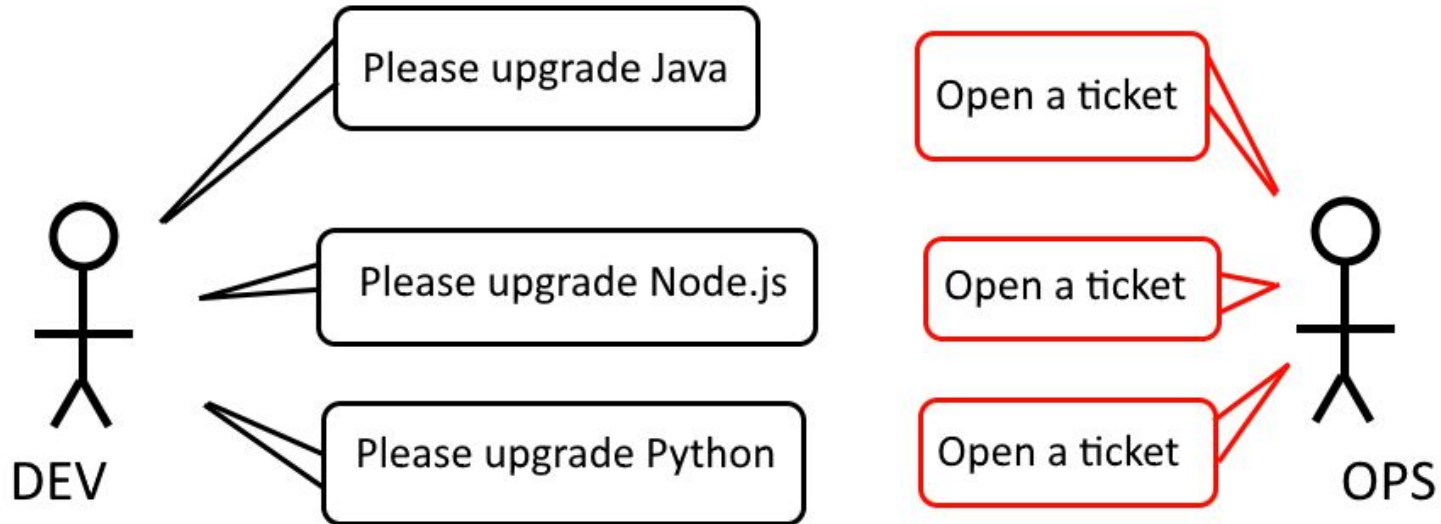 Please upgrade Java
Open a ticket
Please upgrade Node.js
Open a ticket
Please upgrade Python
Open a ticket
DEV
OPS